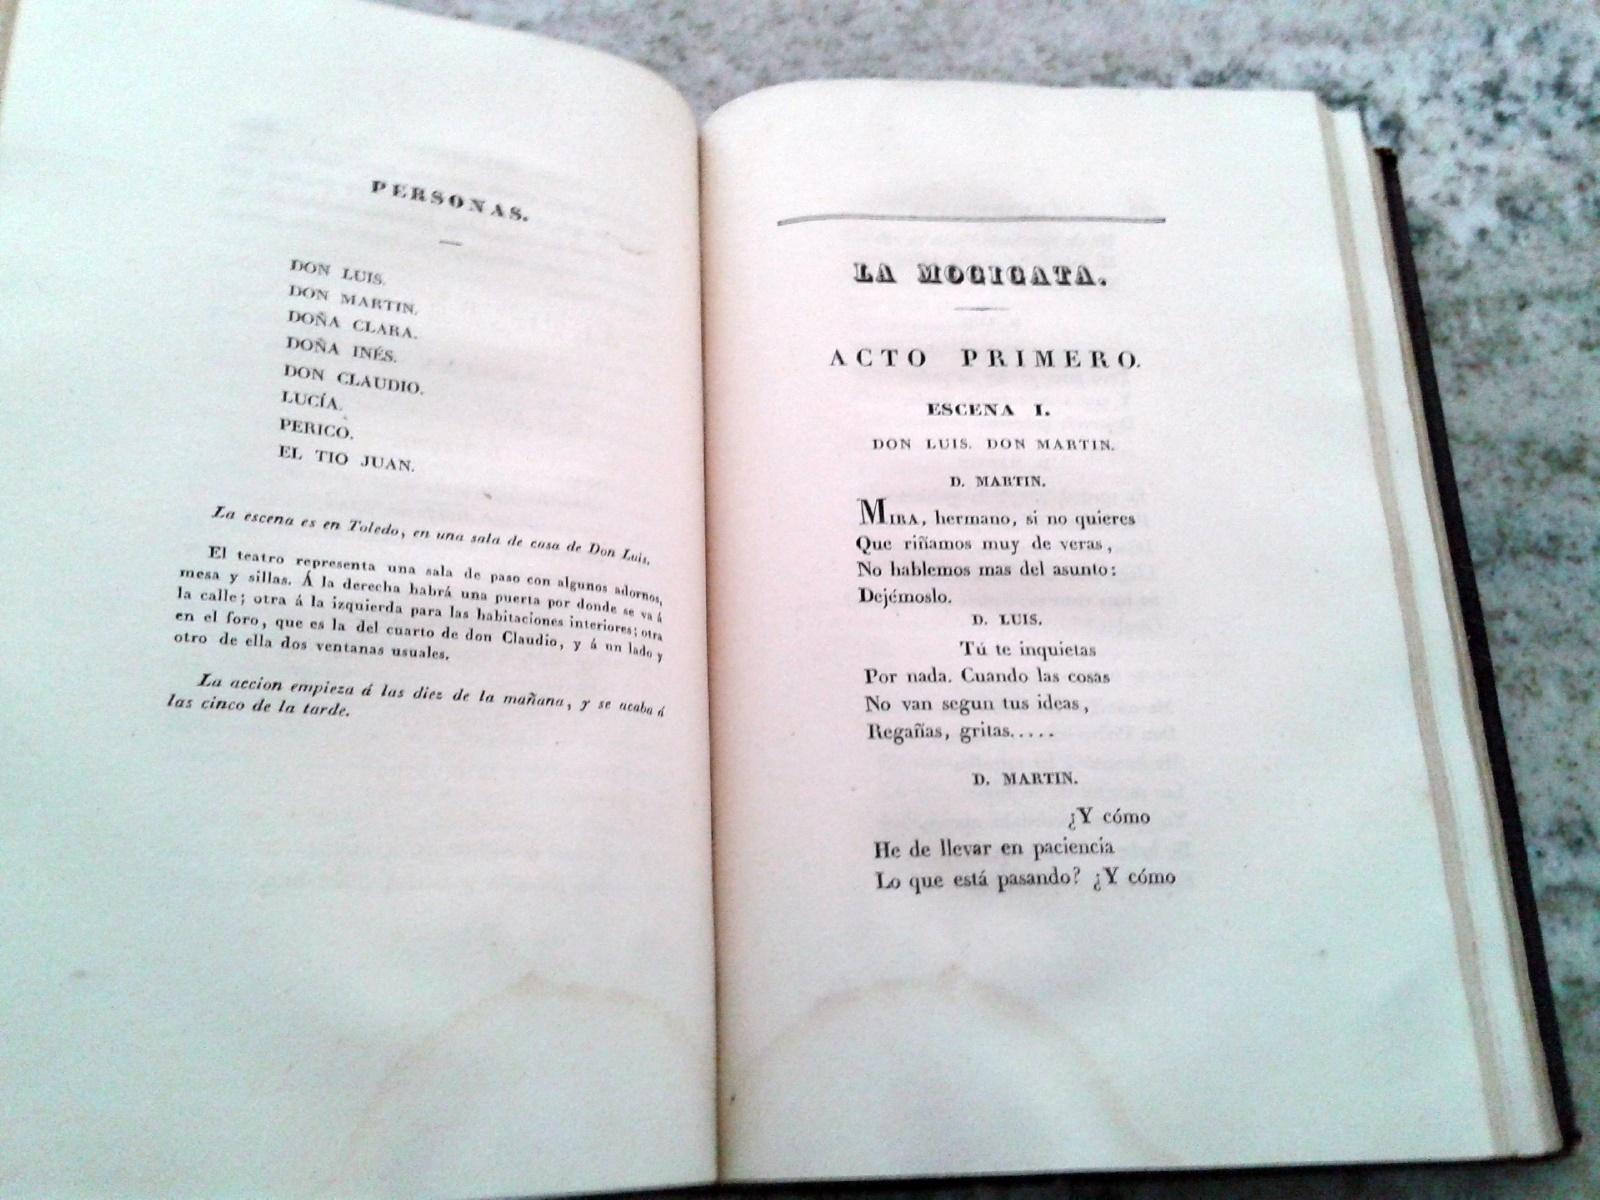 PERSONAS.
DON LUIS.
DON MARTIN.
DOÑA CLARA.
DOÑA INÉS.
DON CLAUDIO.
LUCÍA.
PERICO.
EL TIO JUAN.
La escena es en Toledo, en una sala de casa de Don Luis.
El teatro representa una sala de paso con algunos adornos,
mesa y sillas. Á la derecha habrá una puerta por donde se va á
la calle; otra á la izquierda para las habitaciones interiores; otra
en el foro, que es la del cuarto de don Claudio, y á un lado y
otro de ella dos ventanas usuales.
La accion empieza á las diez de la mañana, y se acaba á
las cinco de la tarde.
LA MOGIGATA.
ACTO PRIMERO.
ESCENA I.
DON LUIS. DON MARTIN.
D. MARTIN.
MIRA, hermano, si no quieres
Que riñamos muy de veras,
No hablemos mas del asunto:
Dejémoslo.
D. LUIS.
Tú te inquietas
Por nada. Cuando las cosas
No van segun tus ideas,
Regañas, gritas.....
D. MARTIN.
¿Y cómo
He de llevar en paciencia
Lo que está pasando? ¿Y cómo